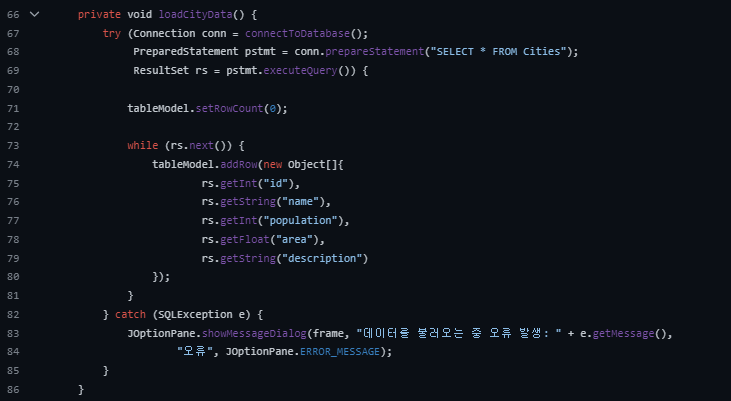 66 private void loadCityData() {
67 try (Connection conn = connectToDatabase();
68 PreparedStatement pstmt = conn.prepareStatement("SELECT * FROM Cities");
69 ResultSet rs = pstmt.executeQuery()) {
70
71 tableModel.setRowCount(0);
72
73 while (rs.next()) {
74 tableModel.addRow(new Object[]{
75 rs.getInt("id"),
76 rs.getString("name"),
77 rs.getInt("population"),
78 rs.getFloat("area"),
79 rs.getString("description")
80 });
81 }
82 } catch (SQLException e) {
83 JOptionPane.showMessageDialog(frame, "데이터를 불러오는 중 오류 발생: " + e.getMessage(),
84 "오류", JOptionPane.ERROR_MESSAGE);
85 }
86 }